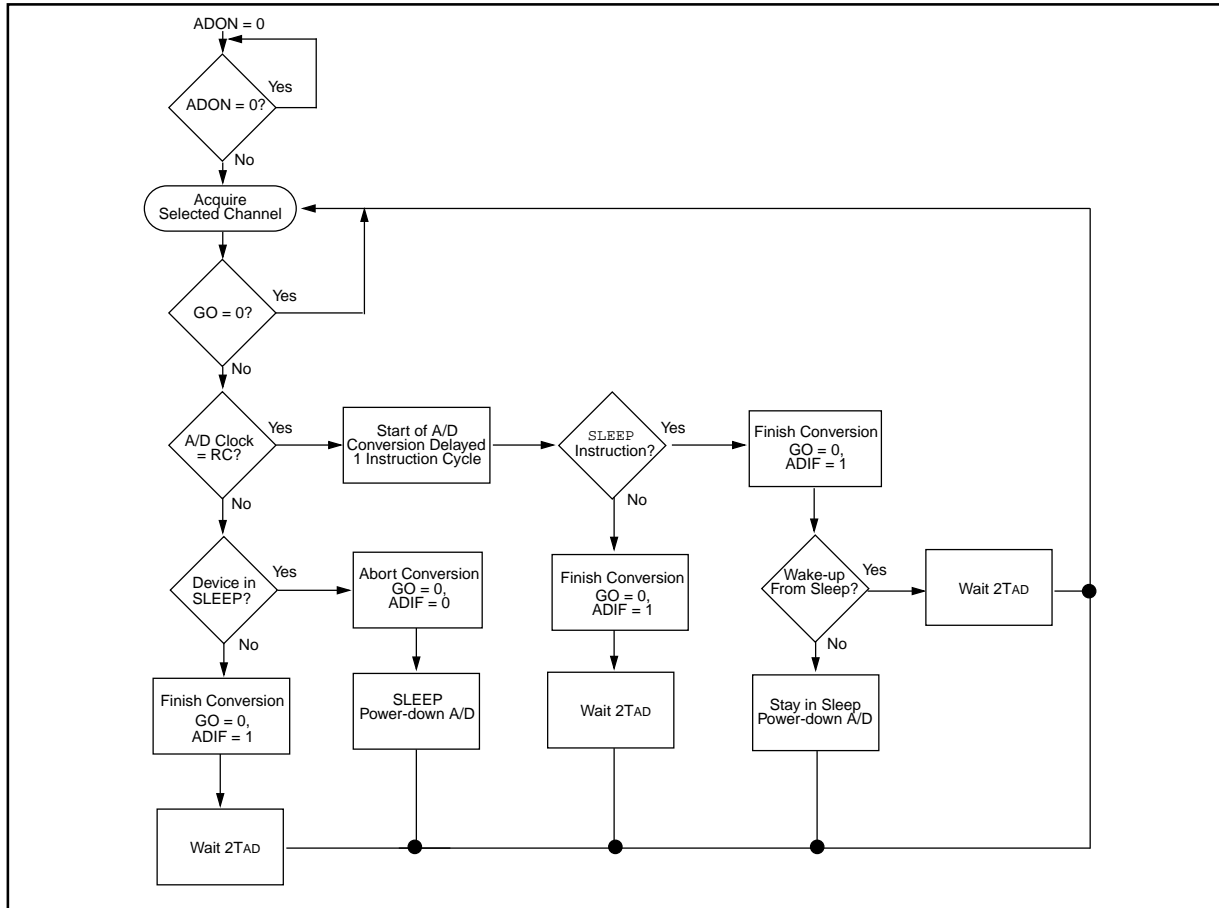 ADON = 0
Yes
ADON = 0?
No
Acquire
Selected Channel
Yes
GO = 0?
No
Yes
A/D Clock
= RC?
No
Start of A/D
Conversion Delayed
1 Instruction Cycle
SLEEP
Instruction?
Yes
No
Finish Conversion
GO = 0,
ADIF = 1
Device in
SLEEP?
Yes
No
Abort Conversion
GO = 0,
ADIF = 0
Finish Conversion
GO = 0,
ADIF = 1
Wake-up
From Sleep?
Yes
No
Wait 2TAD
Finish Conversion
GO = 0,
ADIF = 1
SLEEP
Power-down A/D
Wait 2TAD
Stay in Sleep
Power-down A/D
Wait 2TAD